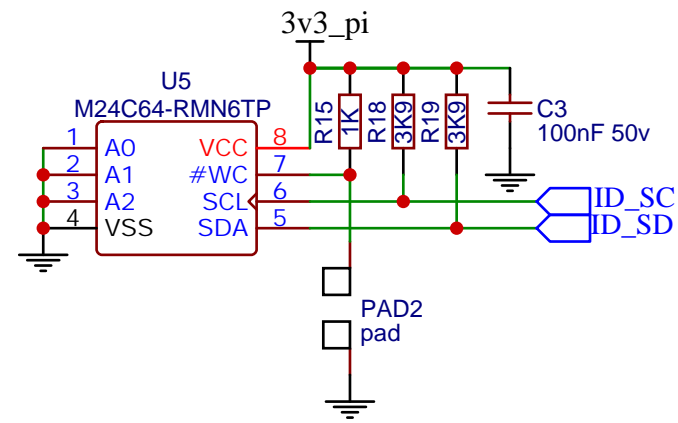 3v3_pi
U5
M24C64-RMN6TP
1 A0 VCC 8
2 A1 #WC 7
3 A2 SCL 6
4 VSS SDA 5
R15 1K
R18 3K9
R19 3K9
C3
100nF 50v
ID_SC
ID_SD
PAD2
pad